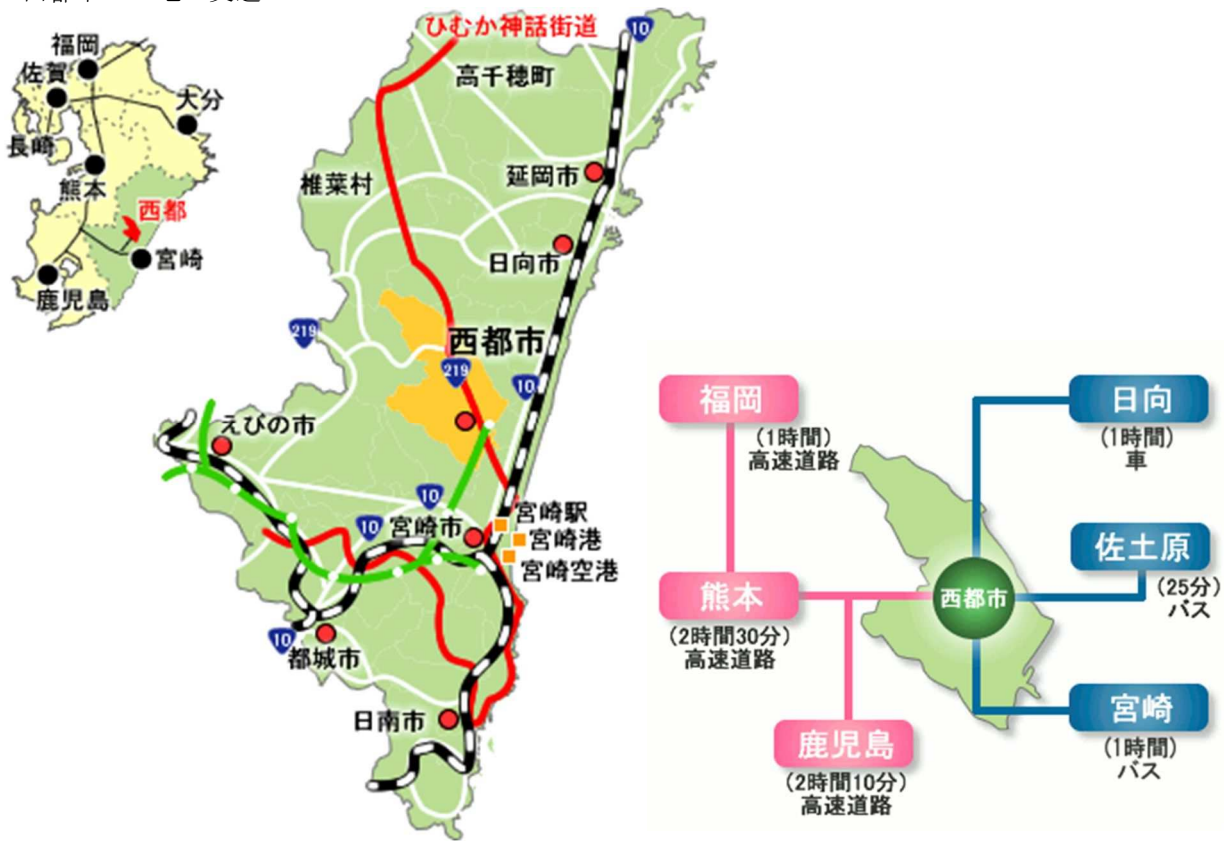 福岡
佐賀
大分
長崎
熊本
西都
宮崎
鹿児島
ひむか神話街道
10
高千穂町
延岡市
椎葉村
日向市
219
西都市
219
10
えびの市
10
10
宮崎市
宮崎駅
宮崎港
宮崎空港
10
都城市
日南市
福岡
(1時間)
高速道路
日向
(1時間)
車
佐土原
(25分)
バス
熊本
(2時間30分)
高速道路
西都市
宮崎
(1時間)
バス
鹿児島
(2時間10分)
高速道路